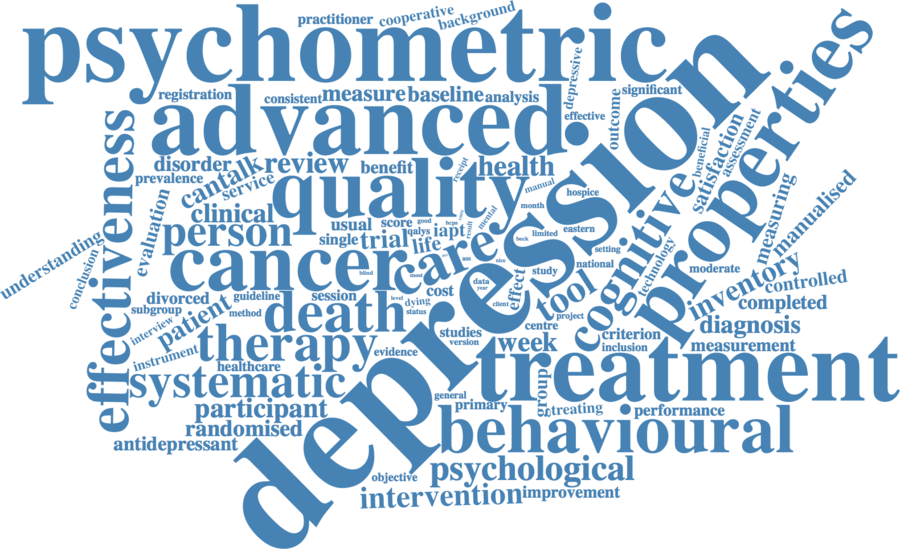 practitioner
cooperative
background
psychometric
registration
consistent
measure
baseline
analysis
depressive
effective
outcome
significant
advanced
depression
properties
effectiveness
disorder
review
benefit
health
prevalence
cantalk
service
quality
receipt
manual
month
hospice
beneficial
satisfaction
assessment
evaluation
clinical
person
usual
score
good
single
trial
qalys
iapt
life
mental
result
limited
eastern
beck
setting
national
cognitive
technology
measuring
manualised
understanding
conclusion
cancer
care
blind
most
nice
study
effect
data
year
client
tool
moderate
inventory
controlled
completed
divorced
subgroup
patient
guideline
method
session
level
dying
status
cost
death
interview
instrument
healthcare
therapy
evidence
studies
version
centre
project
week
criterion
inclusion
diagnosis
measurement
systematic
treatment
participant
randomised
antidepressant
general
primary
group
treating
performance
behavioural
psychological
objective
intervention
improvement